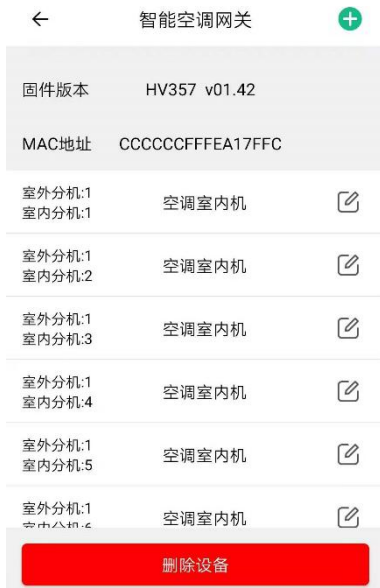 智能空调网关
固件版本 HV357 v01.42
MAC地址 CCCCCCFFFEA17FFC
室外分机:1
室内分机:1
空调室内机
室外分机:1
室内分机:2
空调室内机
室外分机:1
室内分机:3
空调室内机
室外分机:1
室内分机:4
空调室内机
室外分机:1
室内分机:5
空调室内机
室外分机:1
室内分机:6
空调室内机
删除设备